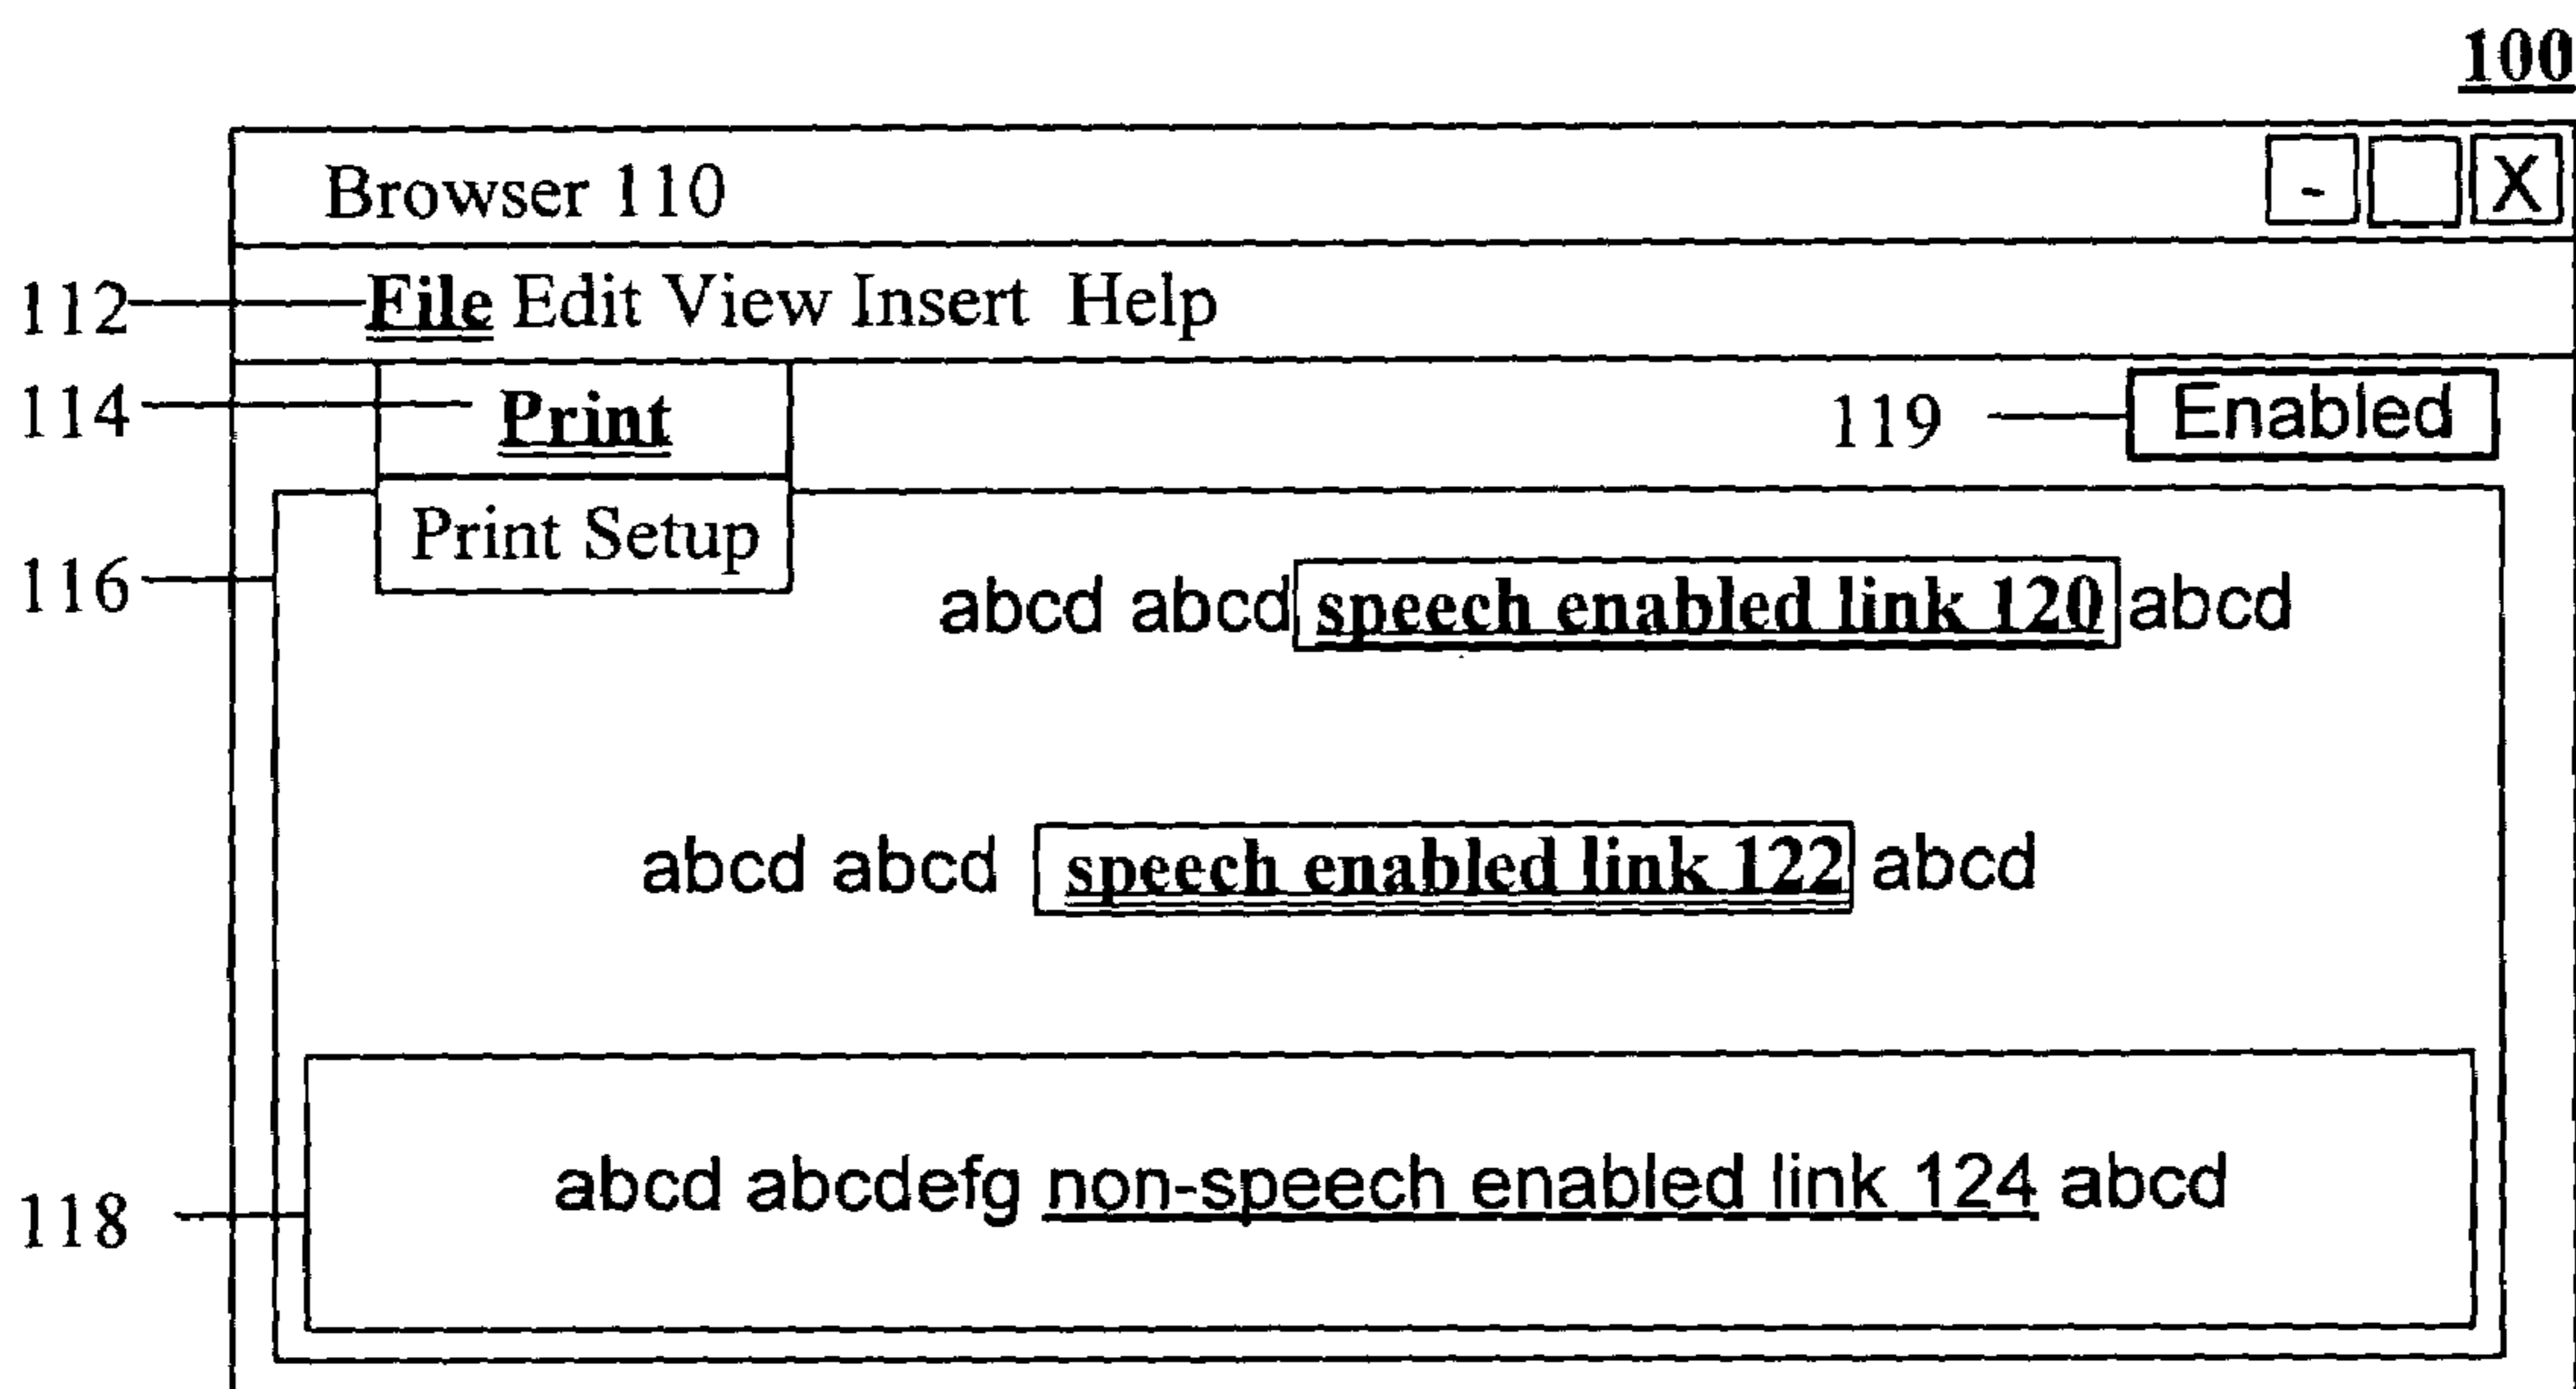 100
Browser 110 - X
112 File Edit View Insert Help
114 Print 119 Enabled
116 Print Setup
abcd abcd speech enabled link 120 abcd
abcd abcd speech enabled link 122 abcd
118 abcd abcdefg non-speech enabled link 124 abcd